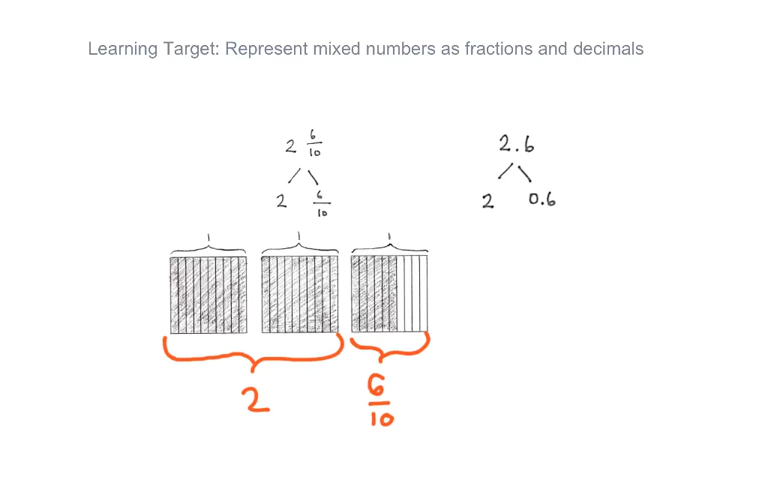 Learning Target: Represent mixed numbers as fractions and decimals
2 6/10
2.6
2 6/10
2 0.6
1 1 1
2 6/10